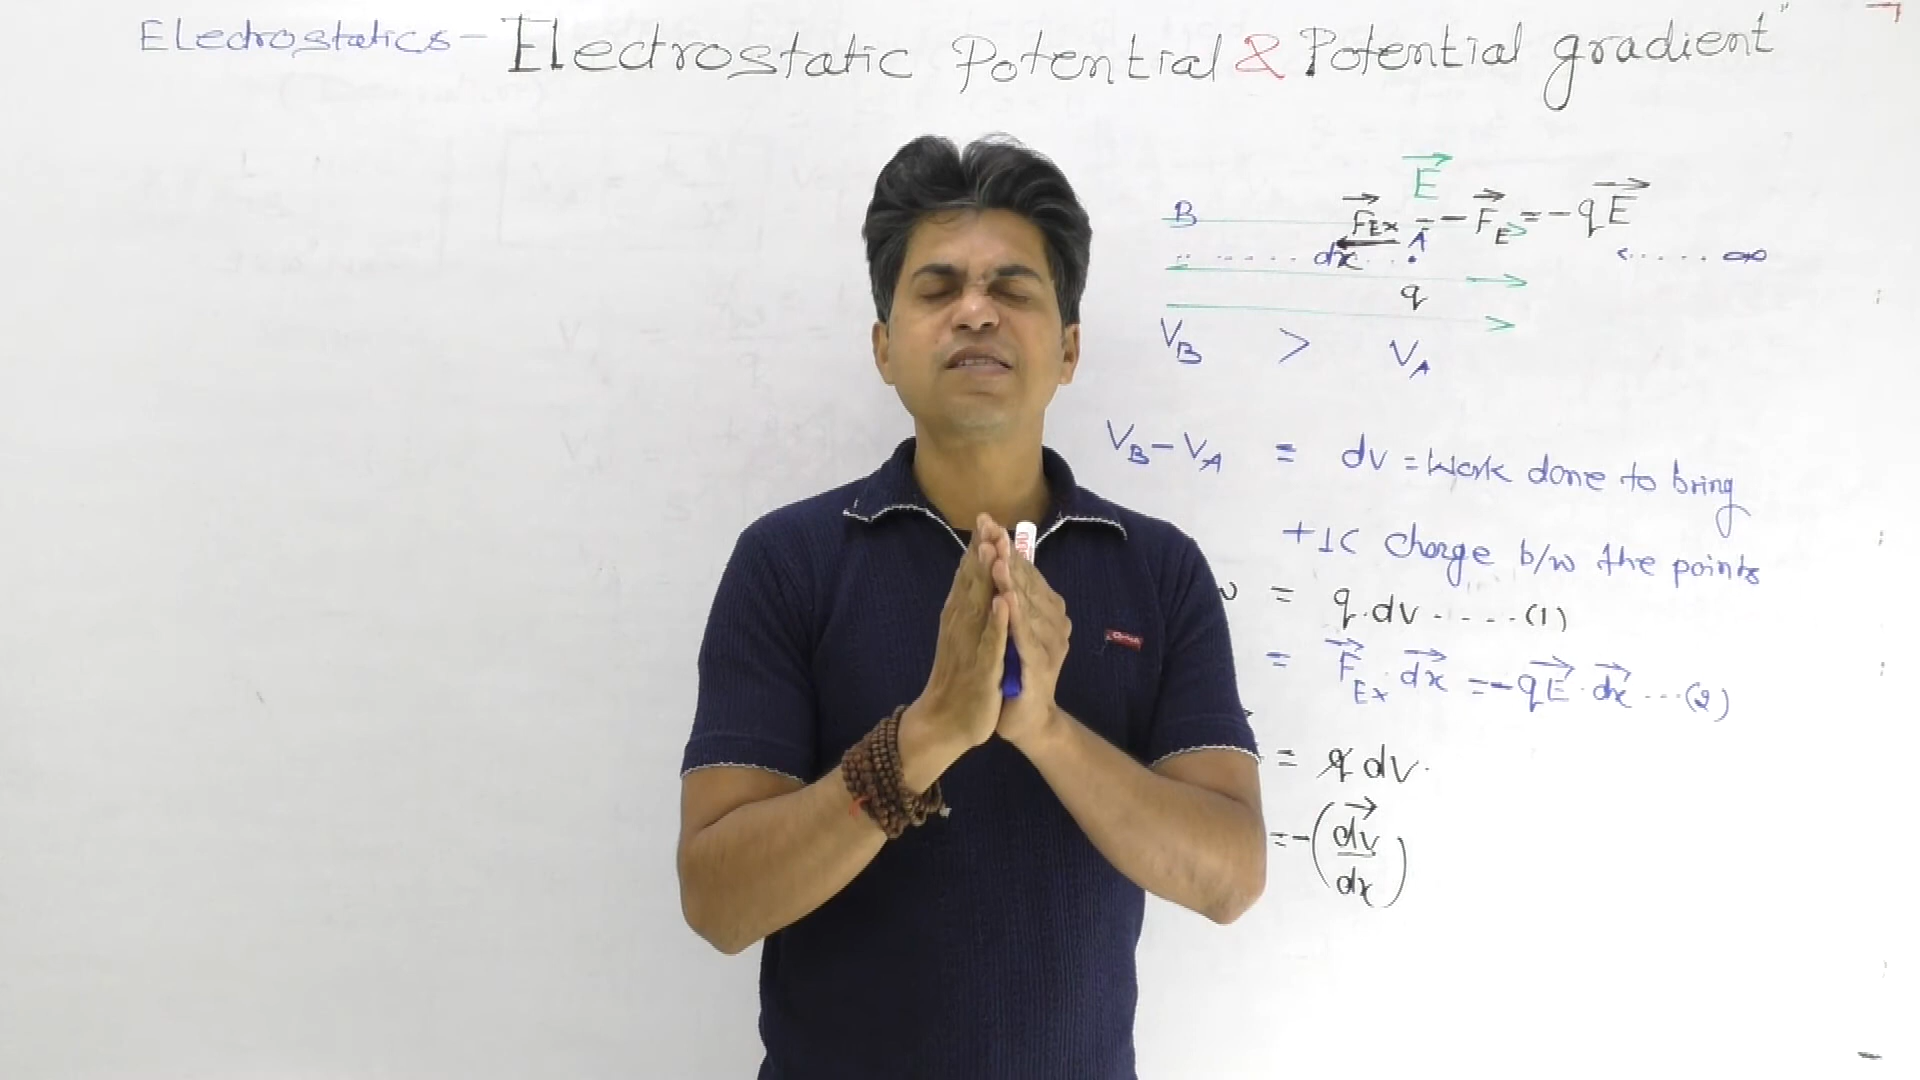 Electrostatics - Electrostatic Potential & Potential gradient"
E
B F_Ex = - F_E = -qE
dx A <..... ∞
q
V_B > V_A
V_B - V_A = dv = Work done to bring
+1C charge b/w the points
w = q.dv ....(1)
= F_Ex . dx = -qE . dx ...(2)
= q dv.
= -(dv/dx)